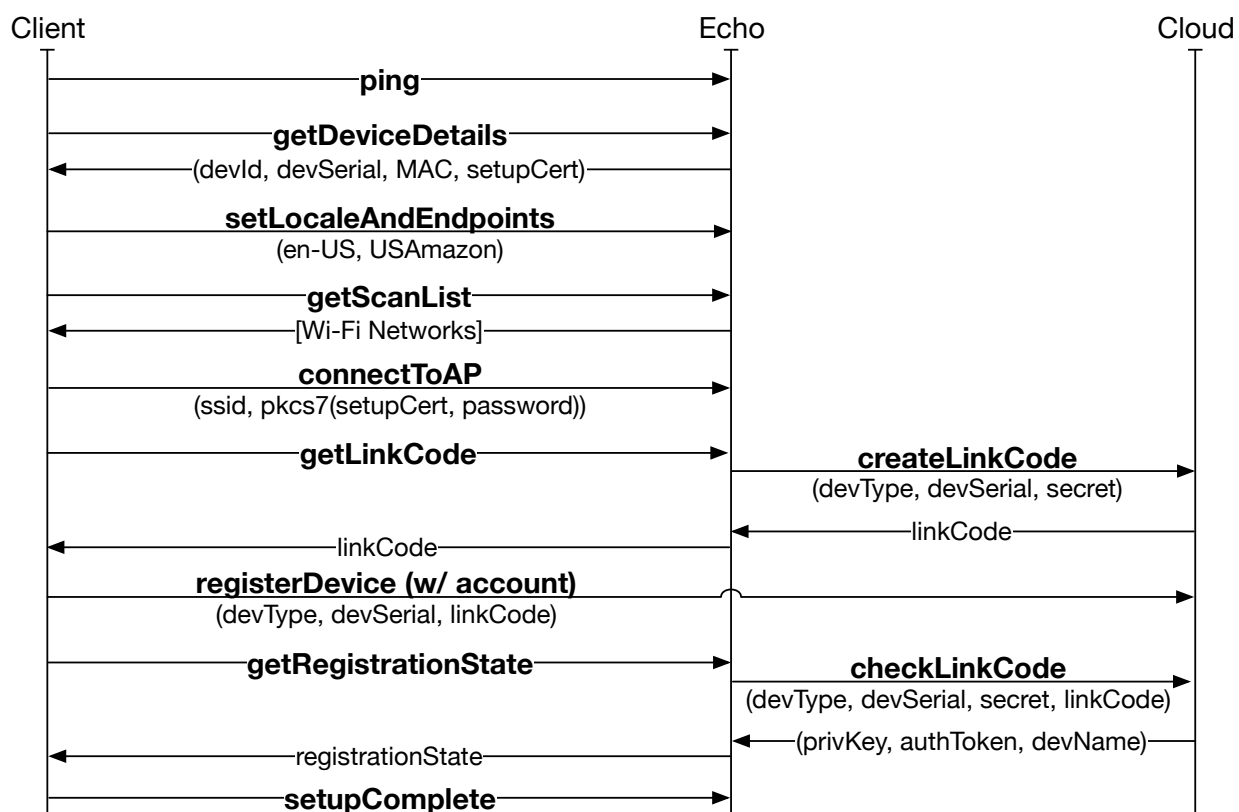 Client
Echo
Cloud
ping
getDeviceDetails
(devId, devSerial, MAC, setupCert)
setLocaleAndEndpoints
(en-US, USAmazon)
getScanList
[Wi-Fi Networks]
connectToAP
(ssid, pkcs7(setupCert, password))
getLinkCode
createLinkCode
(devType, devSerial, secret)
linkCode
linkCode
registerDevice (w/ account)
(devType, devSerial, linkCode)
getRegistrationState
checkLinkCode
(devType, devSerial, secret, linkCode)
(privKey, authToken, devName)
registrationState
setupComplete